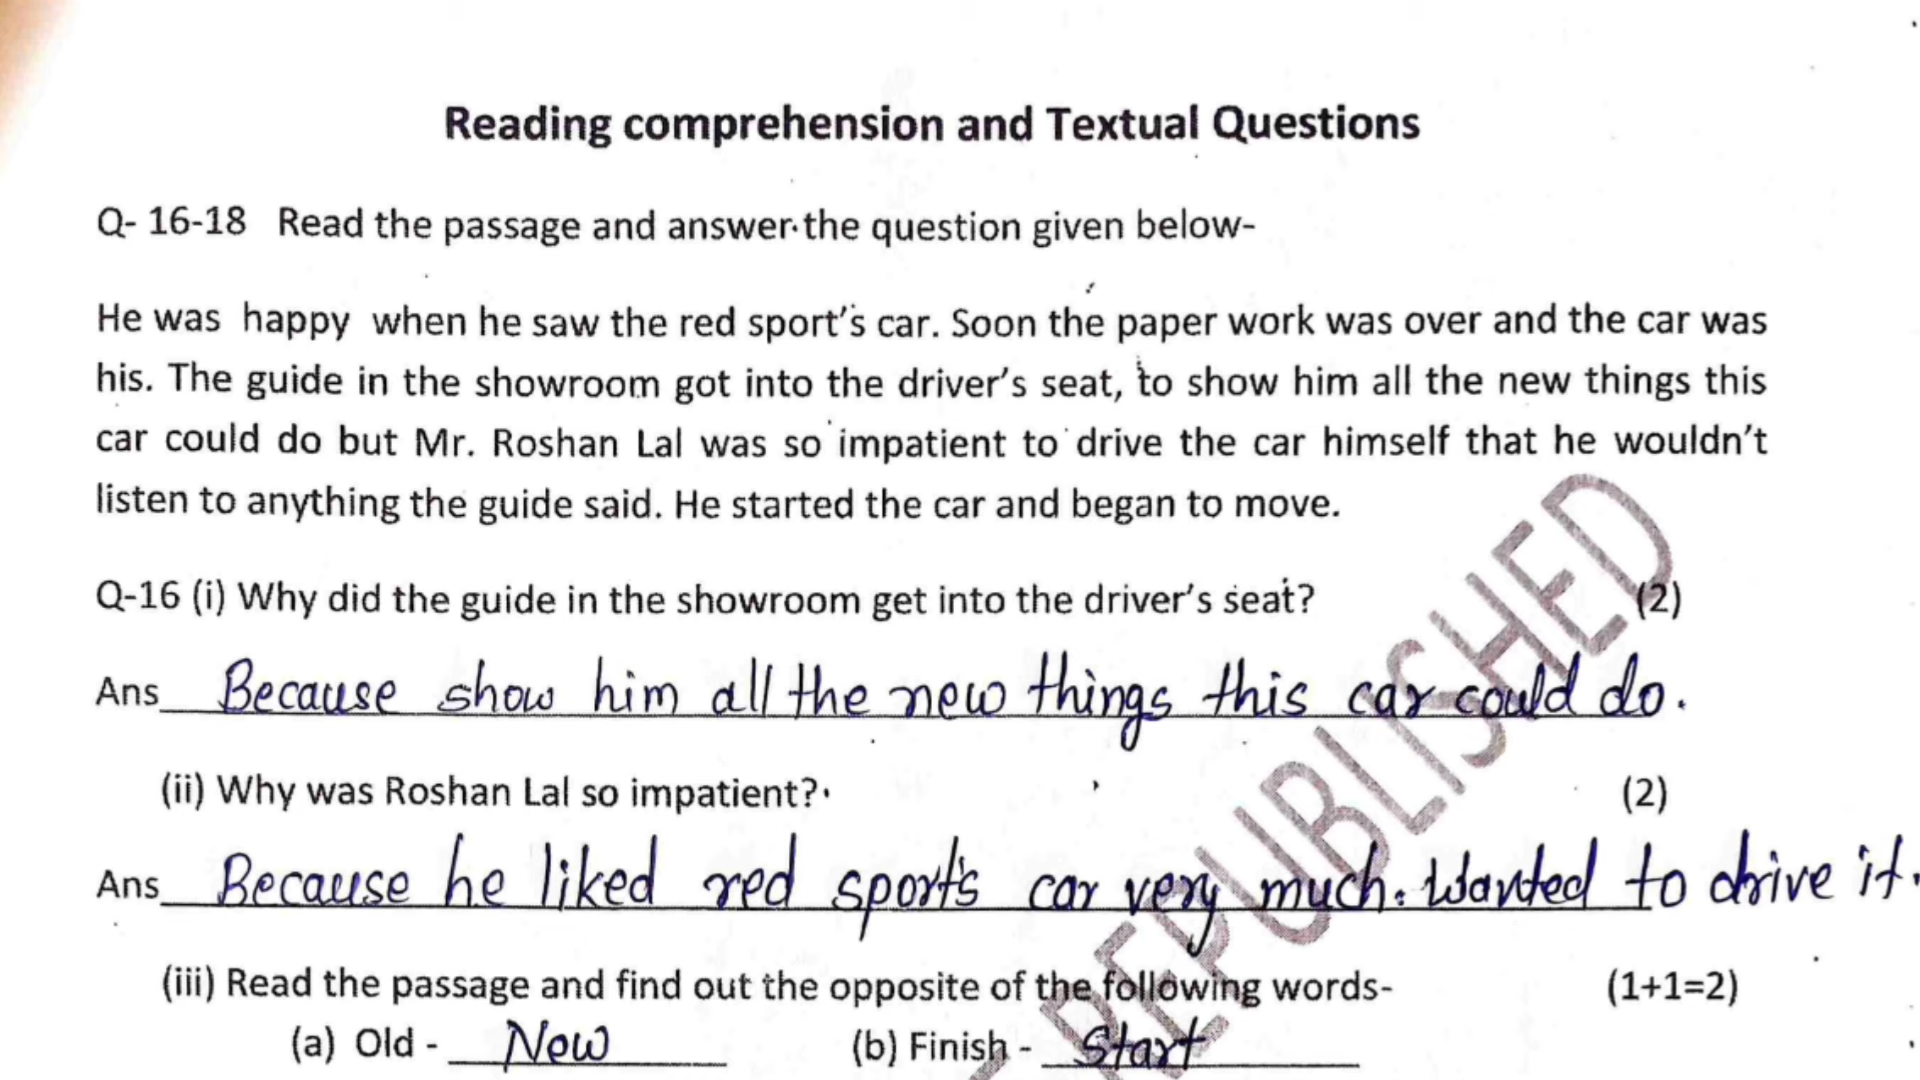 Reading comprehension and Textual Questions
Q- 16-18 Read the passage and answer the question given below-
He was happy when he saw the red sport's car. Soon the paper work was over and the car was
his. The guide in the showroom got into the driver's seat, to show him all the new things this
car could do but Mr. Roshan Lal was so impatient to drive the car himself that he wouldn't
listen to anything the guide said. He started the car and began to move.
Q-16 (i) Why did the guide in the showroom get into the driver's seat? (2)
Ans Because show him all the new things this car could do.
(ii) Why was Roshan Lal so impatient? (2)
Ans Because he liked red sport's car very much. Wanted to drive it.
(iii) Read the passage and find out the opposite of the following words- (1+1=2)
(a) Old - New (b) Finish - Start
REPUBLISHED